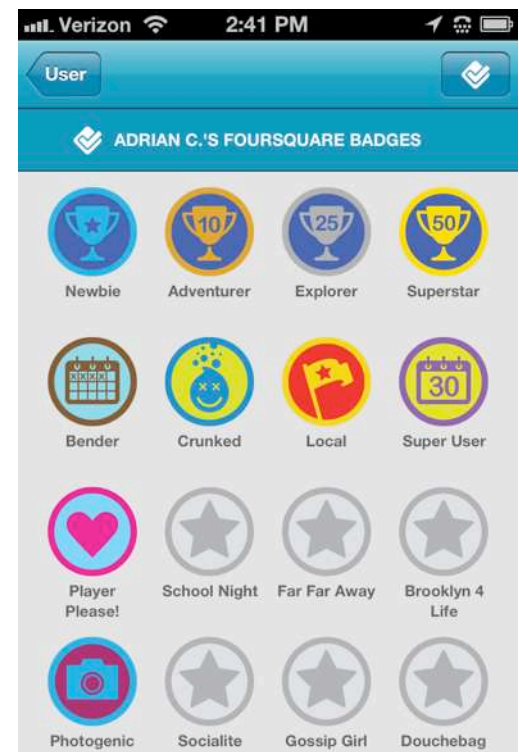 Verizon 2:41 PM
User
ADRIAN C.'S FOURSQUARE BADGES
10 25 50
Newbie Adventurer Explorer Superstar
XXXX 30
Bender Crunked Local Super User
Player Please! School Night Far Far Away Brooklyn 4 Life
Photogenic Socialite Gossip Girl Douchebag